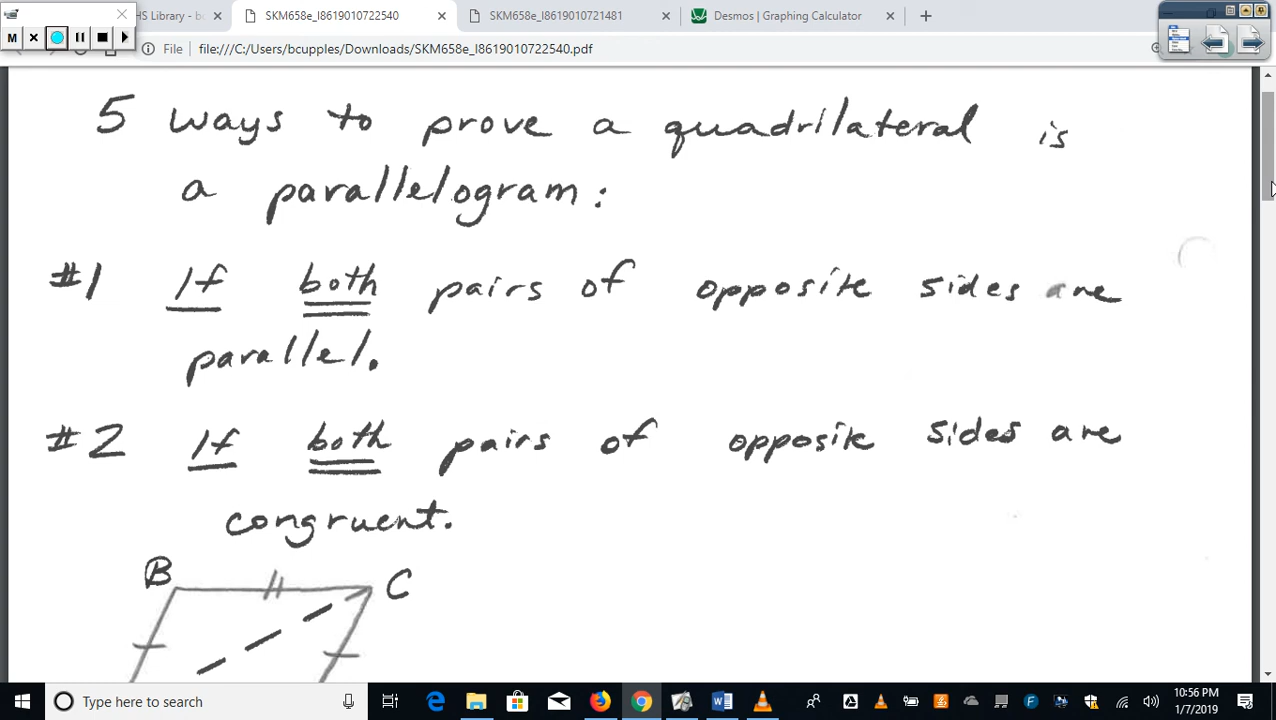 HS Library - b
SKM658e_I8619010722540
SKM658e_I8619010721481
Desmos | Graphing Calculator
M
File
file:///C:/Users/bcupples/Downloads/SKM658e_I8619010722540.pdf
5 ways to prove a quadrilateral is
a parallelogram:
#1 If both pairs of opposite sides are
parallel.
#2 If both pairs of opposite sides are
congruent.
B
C
Type here to search
10:56 PM
1/7/2019